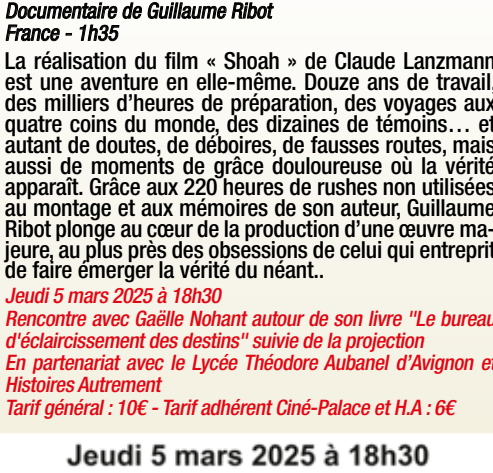 Documentaire de Guillaume Ribot
France - 1h35
La réalisation du film « Shoah » de Claude Lanzmann
est une aventure en elle-même. Douze ans de travail,
des milliers d’heures de préparation, des voyages aux
quatre coins du monde, des dizaines de témoins… et
autant de doutes, de déboires, de fausses routes, mais
aussi de moments de grâce douloureuse où la vérité
apparaît. Grâce aux 220 heures de rushes non utilisées
au montage et aux mémoires de son auteur, Guillaume
Ribot plonge au cœur de la production d’une œuvre ma-
jeure, au plus près des obsessions de celui qui entreprit
de faire émerger la vérité du néant..
Jeudi 5 mars 2025 à 18h30
Rencontre avec Gaëlle Nohant autour de son livre "Le bureau
d'éclaircissement des destins" suivie de la projection
En partenariat avec le Lycée Théodore Aubanel d’Avignon et
Histoires Autrement
Tarif général : 10€ - Tarif adhérent Ciné-Palace et H.A : 6€
Jeudi 5 mars 2025 à 18h30